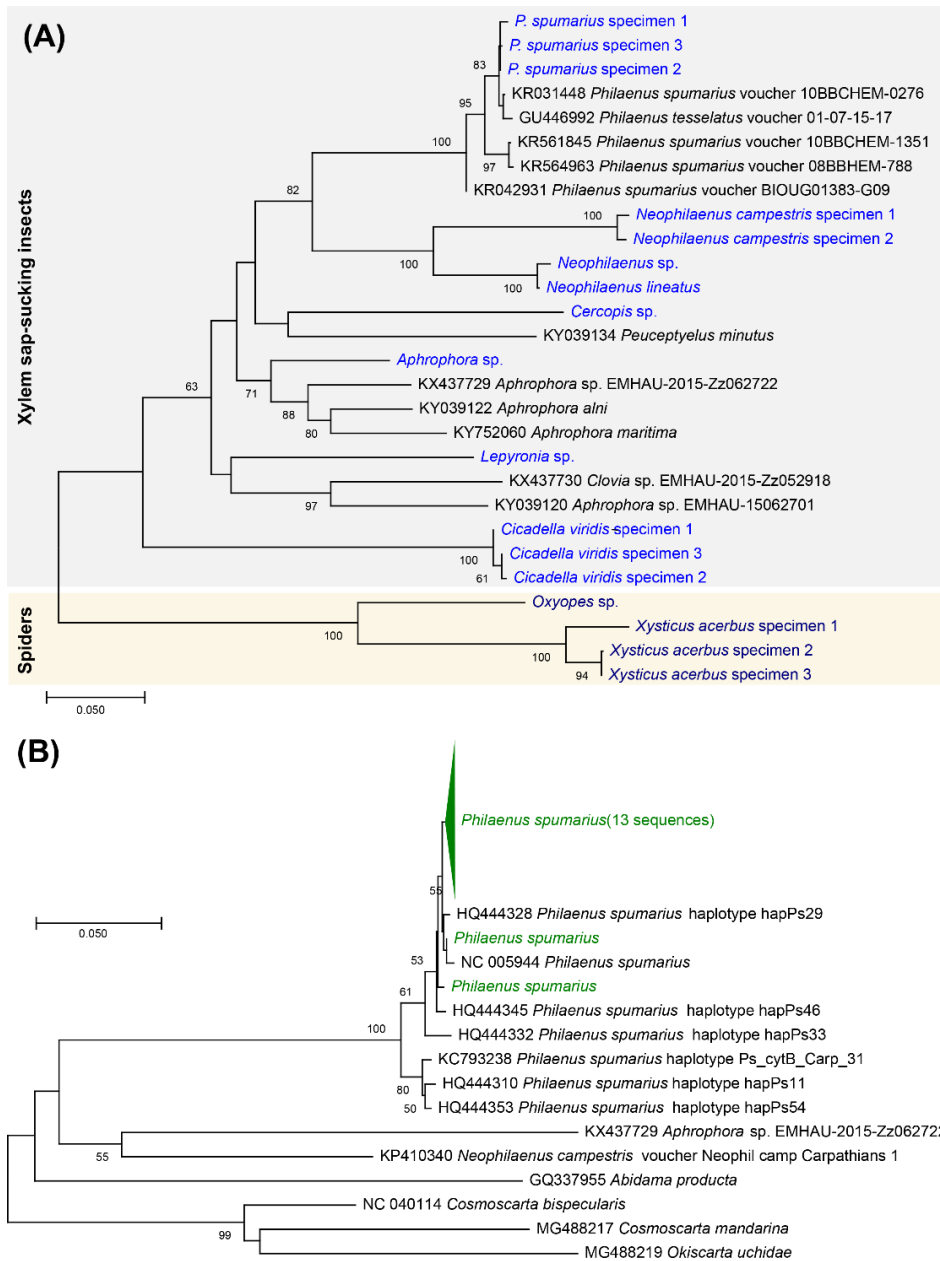 (A)
P. spumarius specimen 1
P. spumarius specimen 3
83
P. spumarius specimen 2
KR031448 Philaenus spumarius voucher 10BBCHEM-0276
95
GU446992 Philaenus tesselatus voucher 01-07-15-17
100
KR561845 Philaenus spumarius voucher 10BBCHEM-1351
97
KR564963 Philaenus spumarius voucher 08BBHEM-788
82
KR042931 Philaenus spumarius voucher BIOUG01383-G09
100
Neophilaenus campestris specimen 1
Neophilaenus campestris specimen 2
100
Neophilaenus sp.
100
Neophilaenus lineatus
Cercopis sp.
KY039134 Peuceptyelus minutus
Aphrophora sp.
63
71
KX437729 Aphrophora sp. EMHAU-2015-Zz062722
88
KY039122 Aphrophora alni
80
KY752060 Aphrophora maritima
Lepyronia sp.
KX437730 Clovia sp. EMHAU-2015-Zz052918
97
KY039120 Aphrophora sp. EMHAU-15062701
Cicadella viridis specimen 1
100
Cicadella viridis specimen 3
61
Cicadella viridis specimen 2
Xylem sap-sucking insects
Oxyopes sp.
100
Xysticus acerbus specimen 1
100
Xysticus acerbus specimen 2
94
Xysticus acerbus specimen 3
Spiders
0.050
(B)
Philaenus spumarius(13 sequences)
55
HQ444328 Philaenus spumarius haplotype hapPs29
0.050
Philaenus spumarius
53
NC 005944 Philaenus spumarius
Philaenus spumarius
61
HQ444345 Philaenus spumarius haplotype hapPs46
100
HQ444332 Philaenus spumarius haplotype hapPs33
KC793238 Philaenus spumarius haplotype Ps_cytB_Carp_31
80
HQ444310 Philaenus spumarius haplotype hapPs11
50
HQ444353 Philaenus spumarius haplotype hapPs54
KX437729 Aphrophora sp. EMHAU-2015-Zz062722
55
KP410340 Neophilaenus campestris voucher Neophil camp Carpathians 1
GQ337955 Abidama producta
NC 040114 Cosmoscarta bispecularis
99
MG488217 Cosmoscarta mandarina
MG488219 Okiscarta uchidae